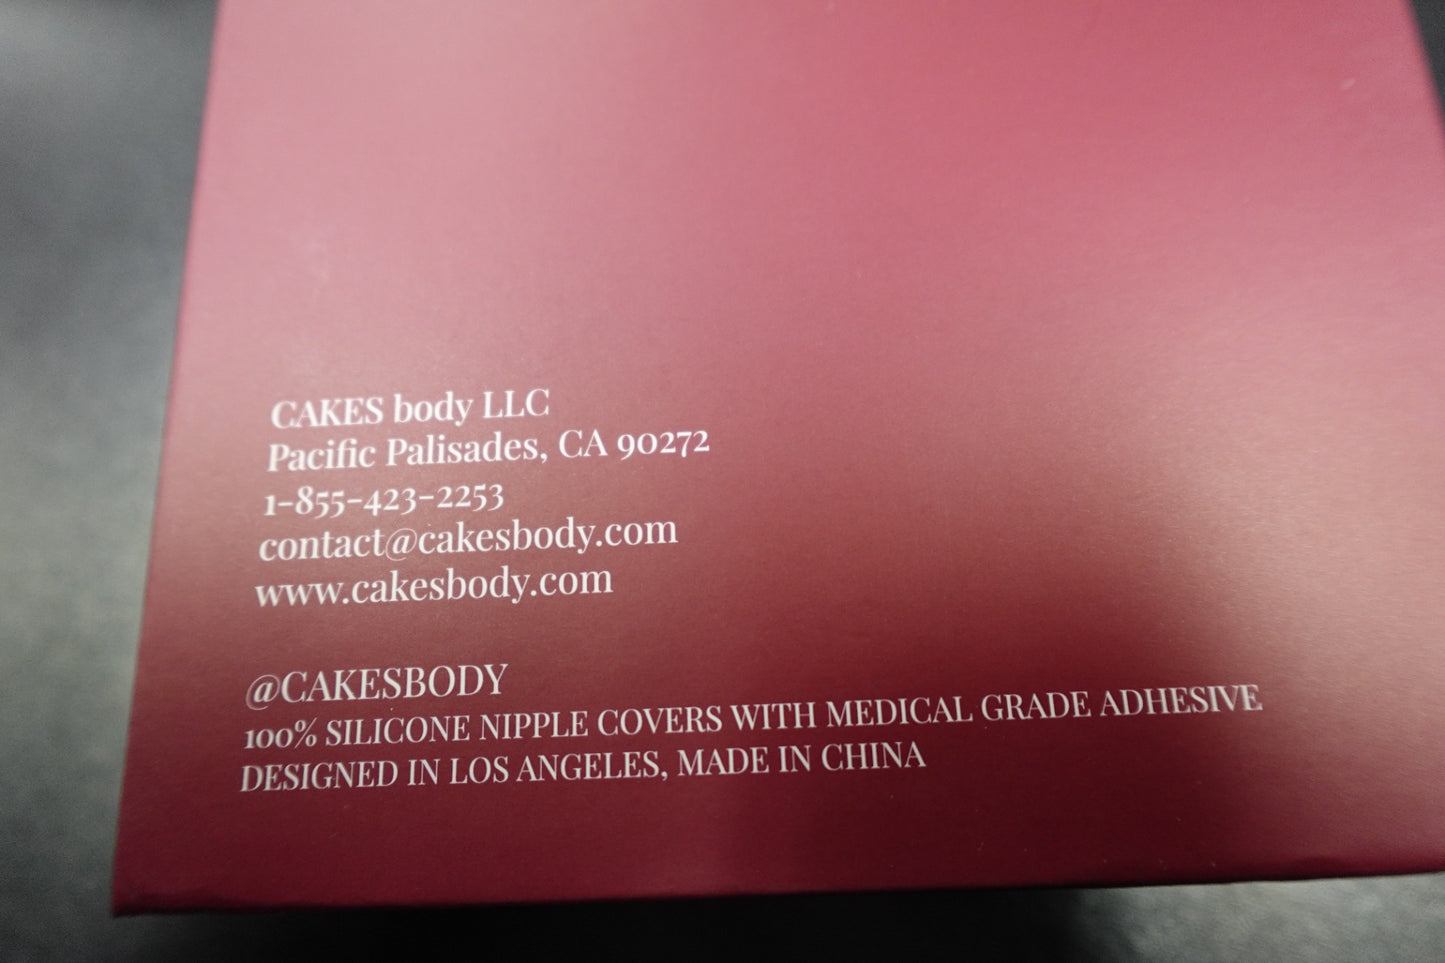 CAKES body LLC
Pacific Palisades, CA 90272
1-855-423-2253
contact@cakesbody.com
www.cakesbody.com
@CAKESBODY
100% SILICONE NIPPLE COVERS WITH MEDICAL GRADE ADHESIVE
DESIGNED IN LOS ANGELES, MADE IN CHINA